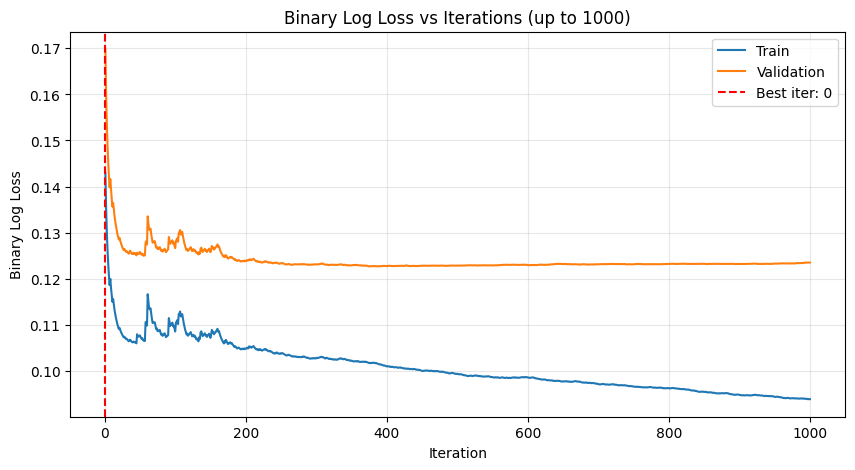 Binary Log Loss vs Iterations (up to 1000)
Train
Validation
Best iter: 0
Binary Log Loss
0.17
0.16
0.15
0.14
0.13
0.12
0.11
0.10
0 200 400 600 800 1000
Iteration